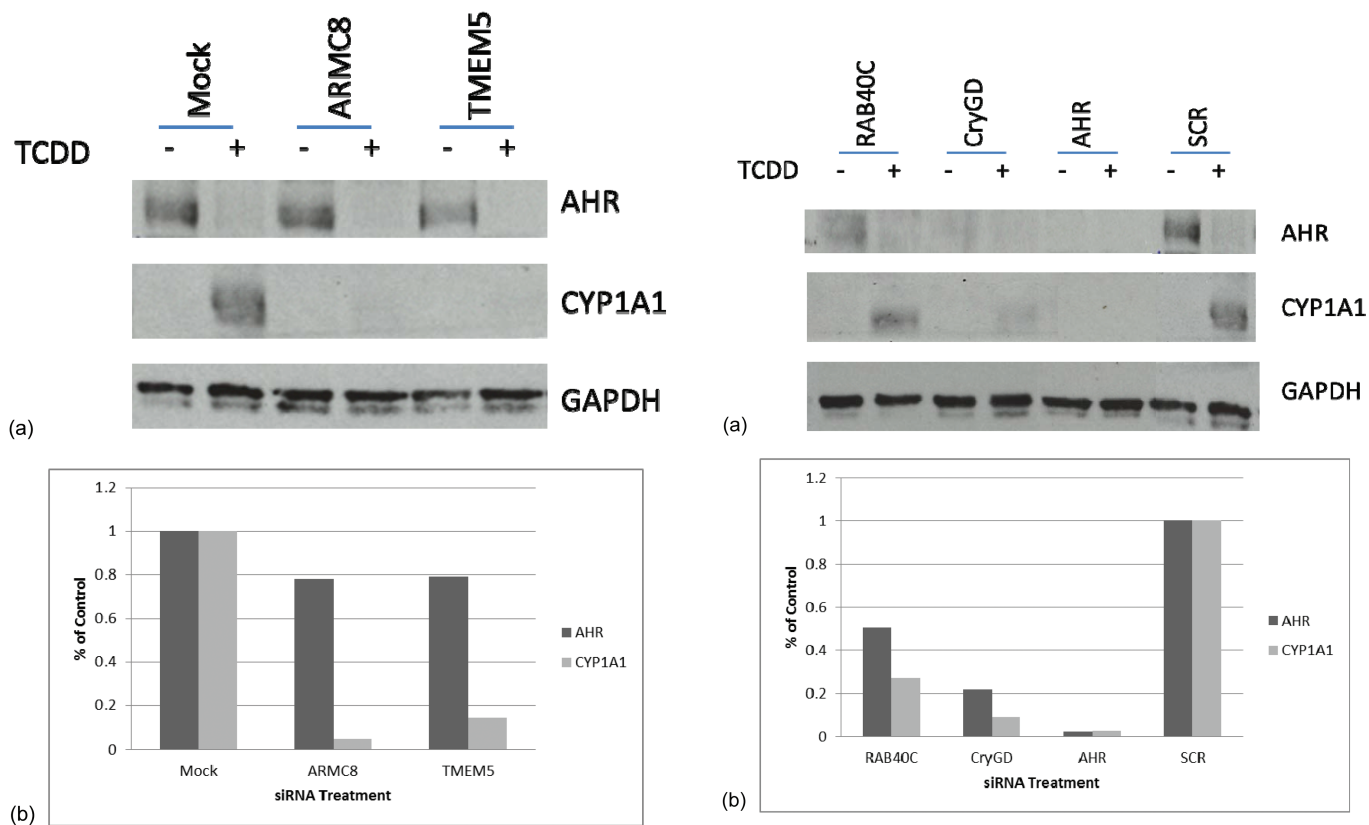 Mock
ARMC8
TMEM5
TCDD - + - + - +
AHR
CYP1A1
GAPDH
(a)
1.2
1
0.8
0.6
0.4
0.2
0
% of Control
Mock ARMC8 TMEM5
siRNA Treatment
AHR
CYP1A1
(b)
RAB40C
CryGD
AHR
SCR
TCDD - + - + - + - +
AHR
CYP1A1
GAPDH
(a)
1.2
1
0.8
0.6
0.4
0.2
0
% of Control
RAB40C CryGD AHR SCR
siRNA Treatment
AHR
CYP1A1
(b)